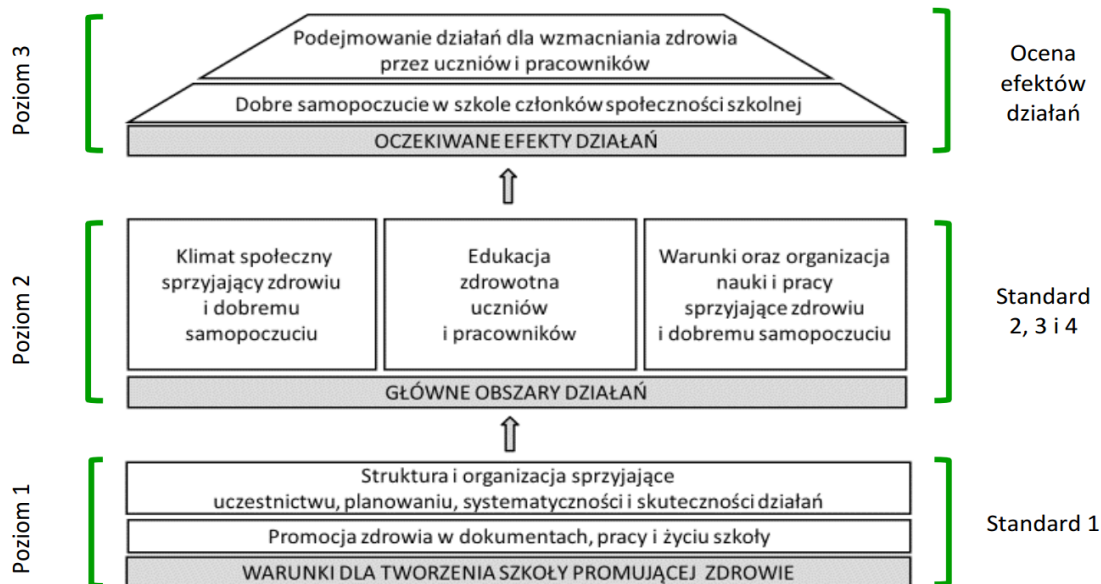 Poziom 3
Podejmowanie działań dla wzmacniania zdrowia
przez uczniów i pracowników
Dobre samopoczucie w szkole członków społeczności szkolnej
OCZEKIWANE EFEKTY DZIAŁAŃ
Ocena
efektów
działań
Poziom 2
Klimat społeczny
sprzyjający zdrowiu
i dobremu
samopoczuciu
Edukacja
zdrowotna
uczniów
i pracowników
Warunki oraz organizacja
nauki i pracy
sprzyjające zdrowiu
i dobremu samopoczuciu
GŁÓWNE OBSZARY DZIAŁAŃ
Standard
2, 3 i 4
Poziom 1
Struktura i organizacja sprzyjające
uczestnictwu, planowaniu, systematyczności i skuteczności działań
Promocja zdrowia w dokumentach, pracy i życiu szkoły
WARUNKI DLA TWORZENIA SZKOŁY PROMUJĄCEJ ZDROWIE
Standard 1